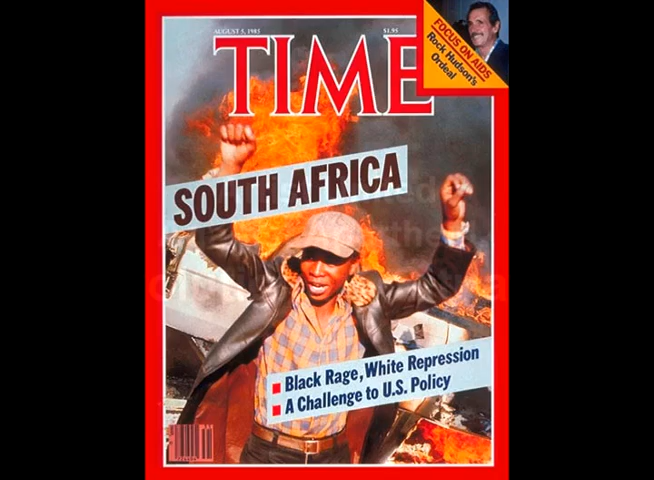 AUGUST 5, 1985 $1.95
TIME
FOCUS ON AIDS
Rock Hudson's
Ordeal
SOUTH AFRICA
Black Rage, White Repression
A Challenge to U.S. Policy